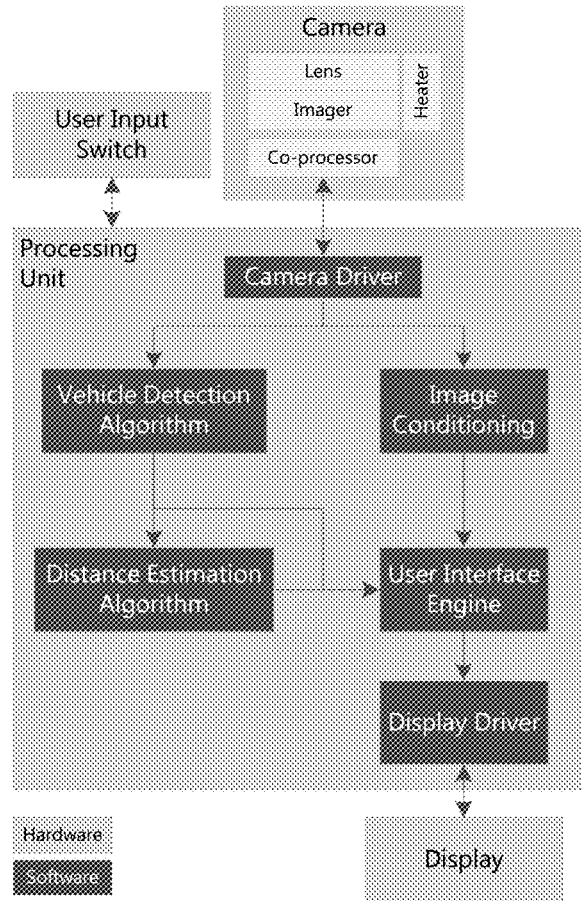 Camera
Lens
Imager
Heater
Co-processor
User Input
Switch
Processing
Unit
Camera Driver
Vehicle Detection
Algorithm
Image
Conditioning
Distance Estimation
Algorithm
User Interface
Engine
Display Driver
Hardware
Software
Display